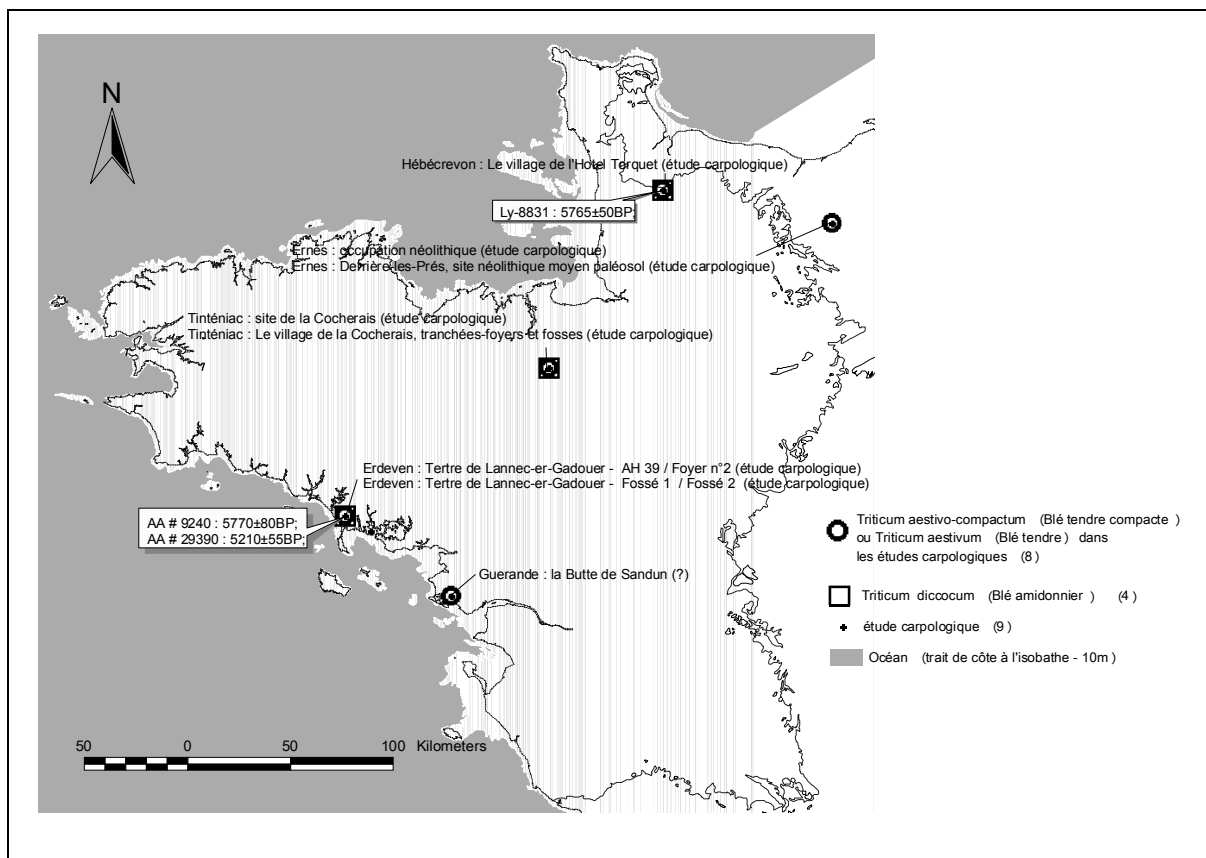 N
Hébécrevon : Le village de l'Hotel Torquet (étude carpologique)
Ly-8831 : 5765±50BP;
Ernes : occupation néolithique (étude carpologique)
Ernes : Derrière-les-Prés, site néolithique moyen paléosol (étude carpologique)
Tinténiac : site de la Cocherais (étude carpologique)
Tinténiac : Le village de la Cocherais, tranchées-foyers et fosses (étude carpologique)
Erdeven : Tertre de Lannec-er-Gadouer - AH 39 / Foyer n°2 (étude carpologique)
Erdeven : Tertre de Lannec-er-Gadouer - Fossé 1 / Fossé 2 (étude carpologique)
AA # 9240 : 5770±80BP;
AA # 29390 : 5210±55BP;
Guerande : la Butte de Sandun (?)
Triticum aestivo-compactum (Blé tendre compacte )
ou Triticum aestivum (Blé tendre ) dans
les études carpologiques (8)
Triticum diccocum (Blé amidonnier ) (4)
étude carpologique (9)
Océan (trait de côte à l'isobathe - 10m )
50 0 50 100 Kilometers